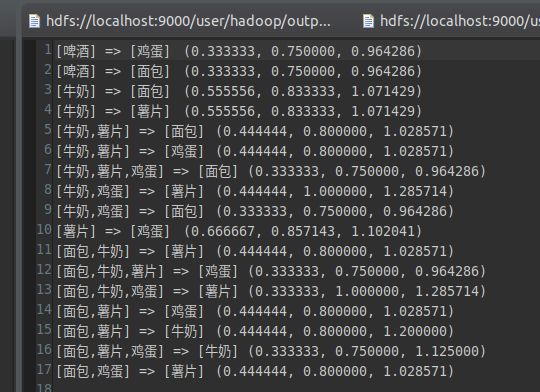 hdfs://localhost:9000/user/hadoop/outp... hdfs://localhost:9000/us
1 [啤酒] => [鸡蛋] (0.333333, 0.750000, 0.964286)
2 [啤酒] => [面包] (0.333333, 0.750000, 0.964286)
3 [牛奶] => [面包] (0.555556, 0.833333, 1.071429)
4 [牛奶] => [薯片] (0.555556, 0.833333, 1.071429)
5 [牛奶,薯片] => [面包] (0.444444, 0.800000, 1.028571)
6 [牛奶,薯片] => [鸡蛋] (0.444444, 0.800000, 1.028571)
7 [牛奶,薯片,鸡蛋] => [面包] (0.333333, 0.750000, 0.964286)
8 [牛奶,鸡蛋] => [薯片] (0.444444, 1.000000, 1.285714)
9 [牛奶,鸡蛋] => [面包] (0.333333, 0.750000, 0.964286)
10 [薯片] => [鸡蛋] (0.666667, 0.857143, 1.102041)
11 [面包,牛奶] => [薯片] (0.444444, 0.800000, 1.028571)
12 [面包,牛奶,薯片] => [鸡蛋] (0.333333, 0.750000, 0.964286)
13 [面包,牛奶,鸡蛋] => [薯片] (0.333333, 1.000000, 1.285714)
14 [面包,薯片] => [鸡蛋] (0.444444, 0.800000, 1.028571)
15 [面包,薯片] => [牛奶] (0.444444, 0.800000, 1.200000)
16 [面包,薯片,鸡蛋] => [牛奶] (0.333333, 0.750000, 1.125000)
17 [面包,鸡蛋] => [薯片] (0.444444, 0.800000, 1.028571)
18